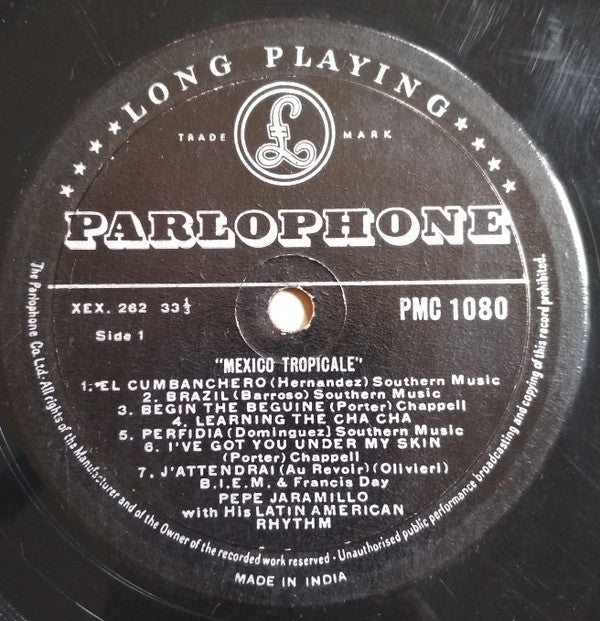 ★★★★ LONG PLAYING ★★★★
TRADE £ MARK
PARLOPHONE
XEX. 262 33⅓ PMC 1080
Side 1
"MEXICO TROPICALE"
1. EL CUMBANCHERO (Hernandez) Southern Music
2. BRAZIL (Barroso) Southern Music
3. BEGIN THE BEGUINE (Porter) Chappell
4. LEARNING THE CHA CHA
5. PERFIDIA (Dominguez) Southern Music
6. I'VE GOT YOU UNDER MY SKIN
(Porter) Chappell
7. J'ATTENDRAI (Au Revoir) (Olivieri)
B.I.E.M. & Francis Day
PEPE JARAMILLO
with His LATIN AMERICAN
RHYTHM
The Parlophone Co. Ltd. All rights of the Manufacturer and of the Owner of the recorded work reserved · Unauthorised public performance broadcasting and copying of this record prohibited.
MADE IN INDIA